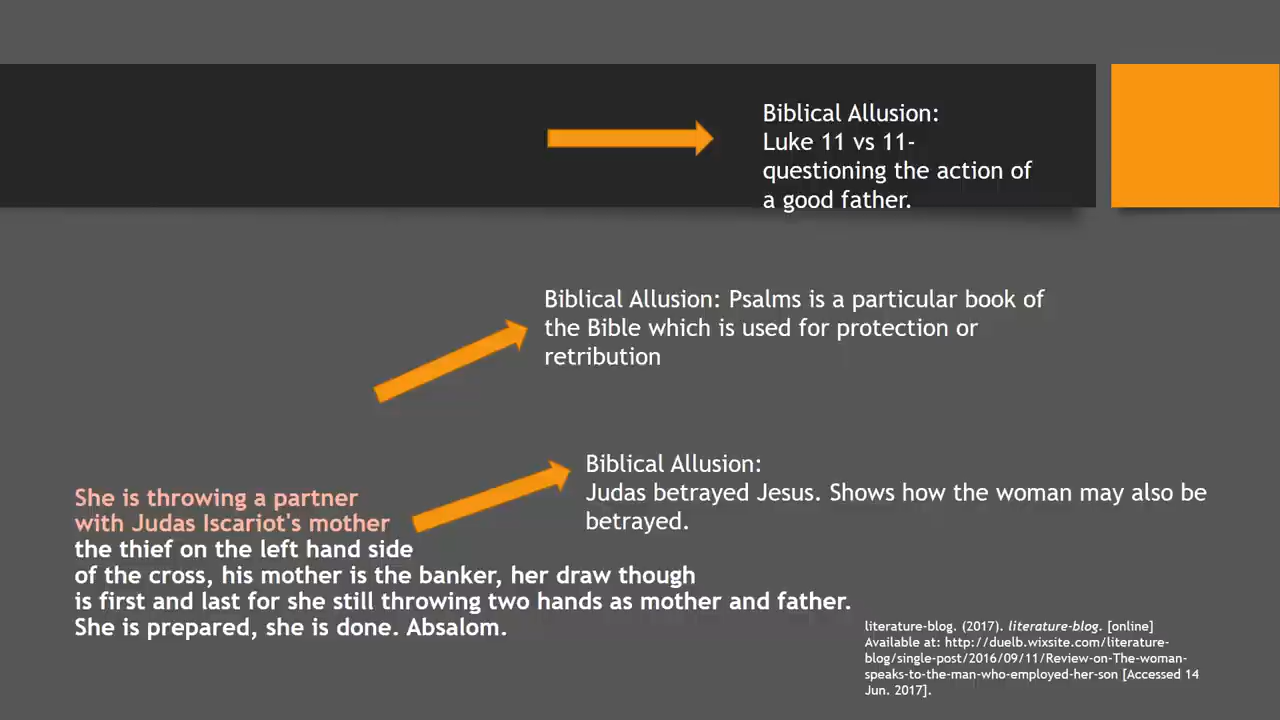 Biblical Allusion:
Luke 11 vs 11-
questioning the action of
a good father.
Biblical Allusion: Psalms is a particular book of
the Bible which is used for protection or
retribution
Biblical Allusion:
Judas betrayed Jesus. Shows how the woman may also be
betrayed.
She is throwing a partner
with Judas Iscariot's mother
the thief on the left hand side
of the cross, his mother is the banker, her draw though
is first and last for she still throwing two hands as mother and father.
She is prepared, she is done. Absalom.
literature-blog. (2017). literature-blog. [online]
Available at: http://duelb.wixsite.com/literature-
blog/single-post/2016/09/11/Review-on-The-woman-
speaks-to-the-man-who-employed-her-son [Accessed 14
Jun. 2017].